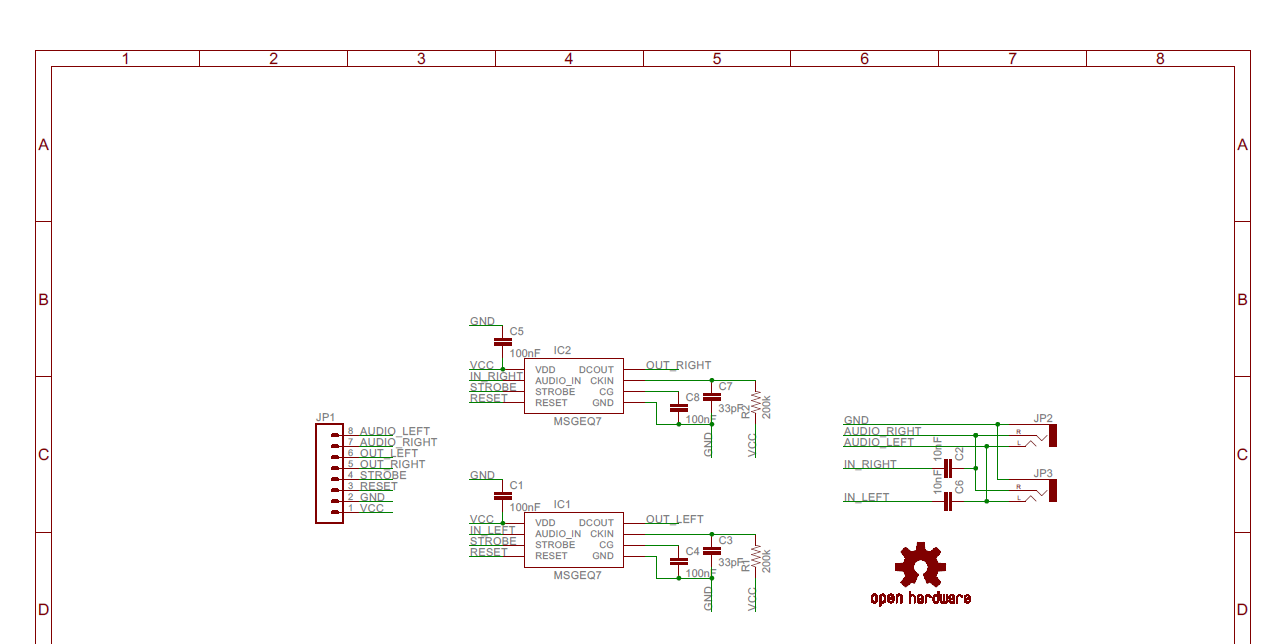 1 2 3 4 5 6 7 8
A A
B B
GND
C5
100nF
IC2
VCC
IN_RIGHT
STROBE
RESET
VDD DCOUT
AUDIO_IN CKIN
STROBE CG
RESET GND
MSGEQ7
OUT_RIGHT
C8
100nF
C7
33pF
R2
200k
GND
VCC
C C
JP1
8 AUDIO_LEFT
7 AUDIO_RIGHT
6 OUT_LEFT
5 OUT_RIGHT
4 STROBE
3 RESET
2 GND
1 VCC
GND
AUDIO_RIGHT
AUDIO_LEFT
IN_RIGHT
IN_LEFT
10nF
C2
10nF
C6
JP2
R
L
JP3
R
L
GND
C1
100nF
IC1
VCC
IN_LEFT
STROBE
RESET
VDD DCOUT
AUDIO_IN CKIN
STROBE CG
RESET GND
MSGEQ7
OUT_LEFT
C4
100nF
C3
33pF
R1
200k
GND
VCC
open hardware
D D